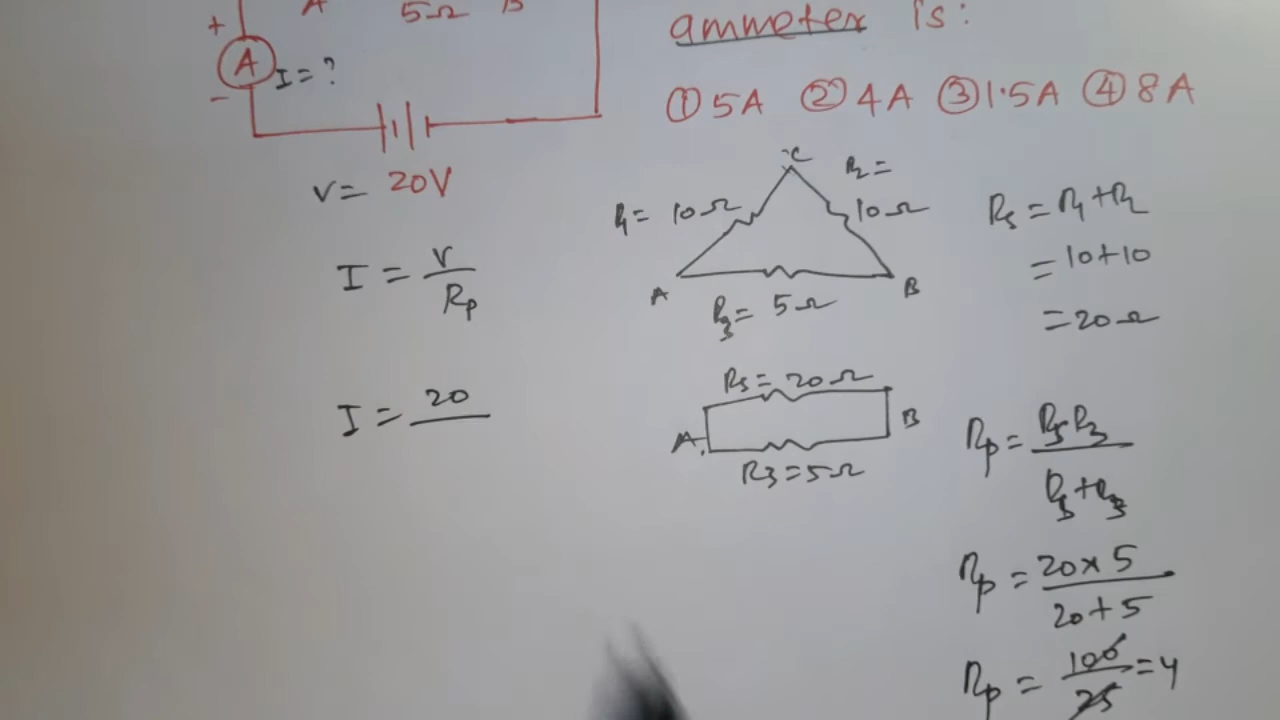 A 5Ω B
+
A I = ?
-
V = 20V
ammeter is:
① 5A ② 4A ③ 1.5A ④ 8A
C
R1 = 10Ω
R2 =
10Ω
A B
R3 = 5Ω
Rs = R1+R2
= 10+10
= 20Ω
I = V
Rp
I = 20
Rs = 20Ω
A B
R3 = 5Ω
Rp = RsR3
Rs+R3
Rp = 20×5
20+5
Rp = 100 = 4
25